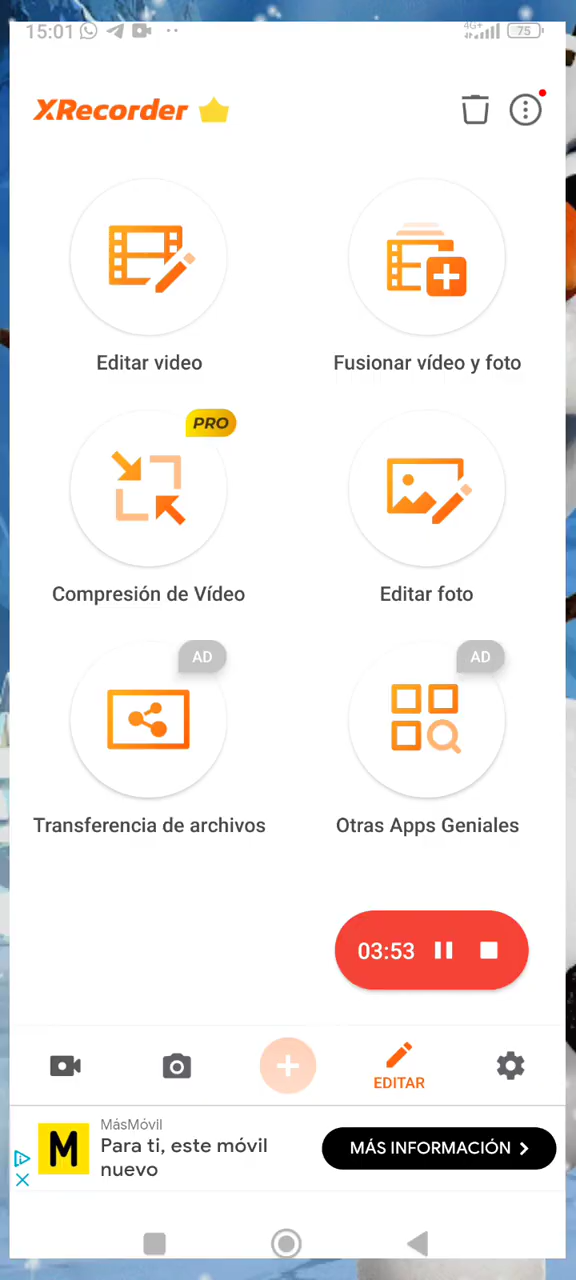 15:01
4G+
75
XRecorder
Editar video
Fusionar vídeo y foto
PRO
Compresión de Vídeo
Editar foto
AD
AD
Transferencia de archivos
Otras Apps Geniales
03:53
EDITAR
M
MásMóvil
Para ti, este móvil
nuevo
MÁS INFORMACIÓN